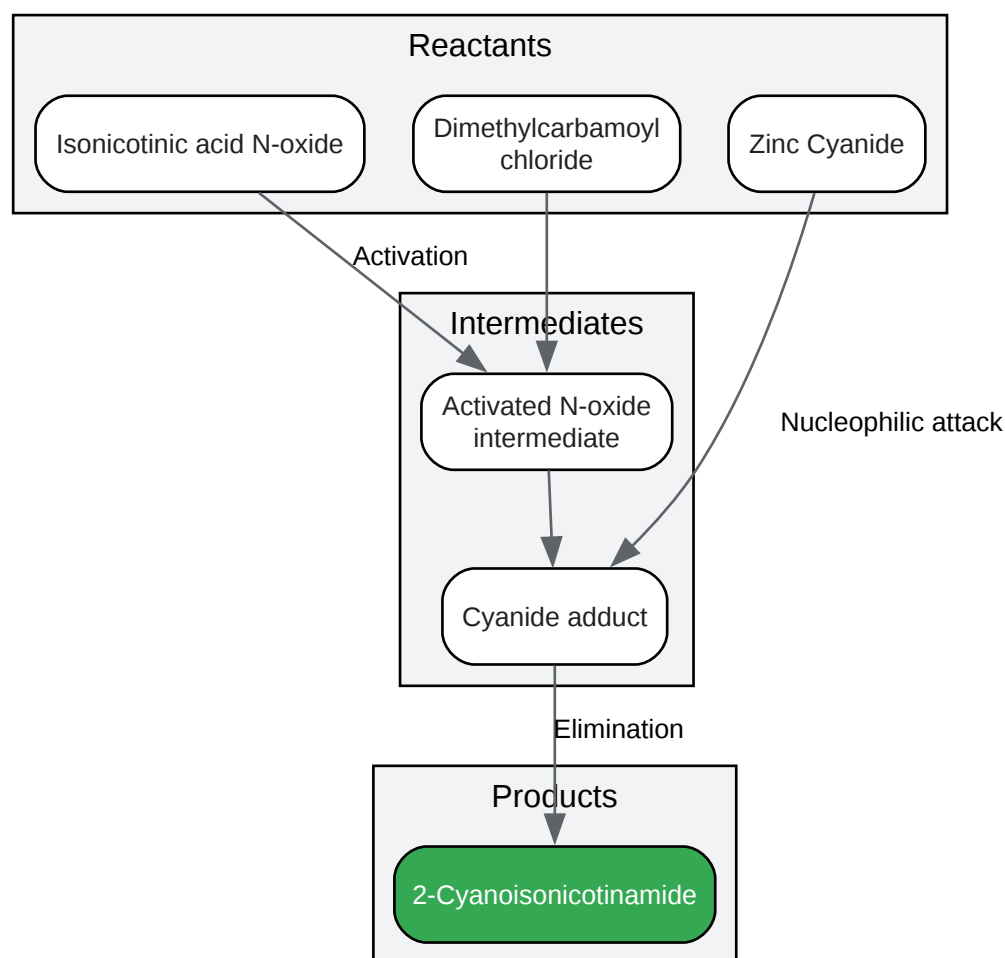 Reactants
Isonicotinic acid N-oxide
Dimethylcarbamoyl
chloride
Zinc Cyanide
Activation
Intermediates
Activated N-oxide
intermediate
Nucleophilic attack
Cyanide adduct
Elimination
Products
2-Cyanoisonicotinamide